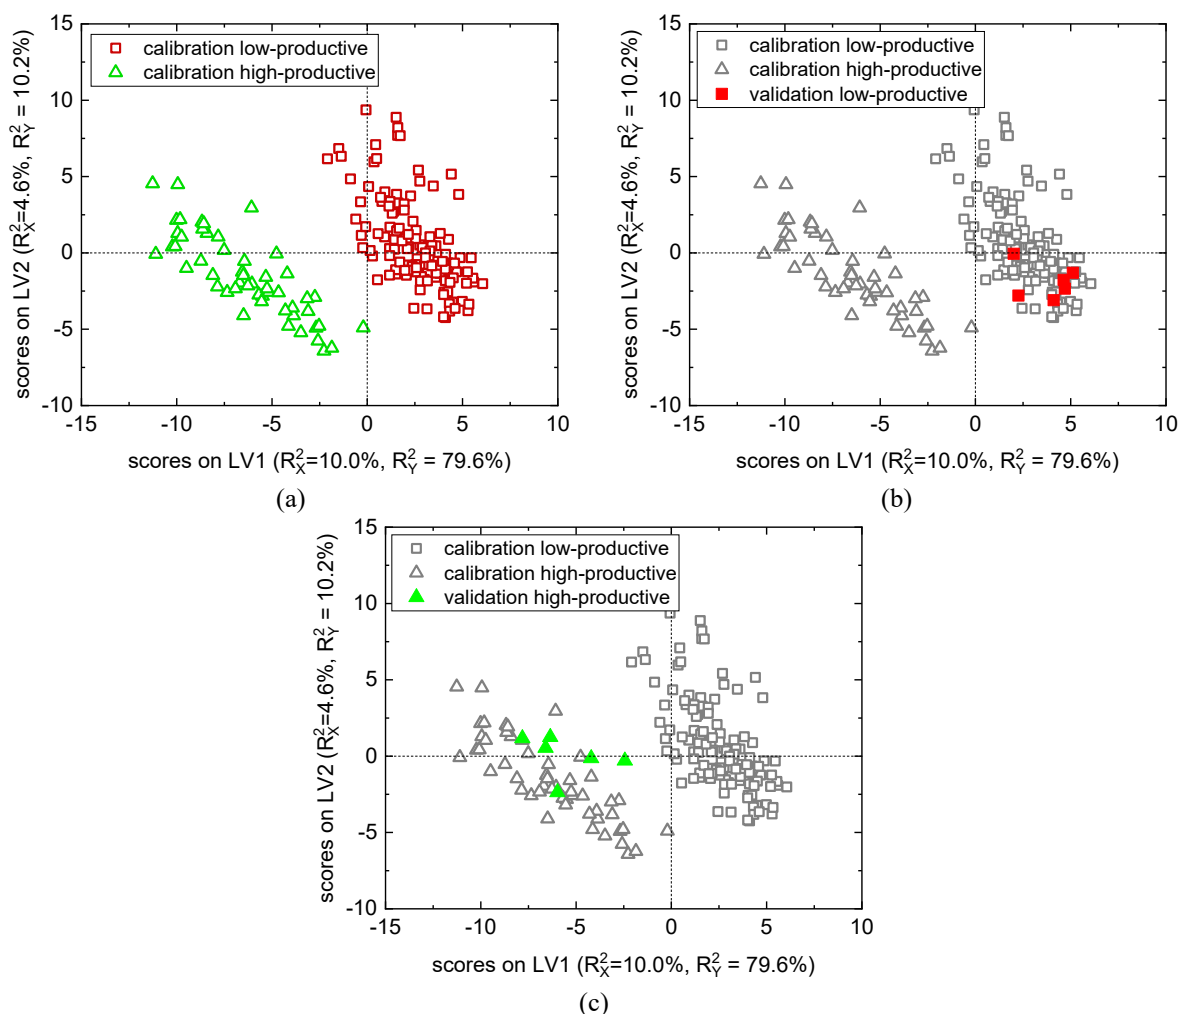 calibration low-productive
calibration high-productive
15
10
5
0
-5
-10
-15
-10
-5
0
5
10
scores on LV2 (R²X=4.6%, R²Y = 10.2%)
scores on LV1 (R²X=10.0%, R²Y = 79.6%)
(a)
calibration low-productive
calibration high-productive
validation low-productive
15
10
5
0
-5
-10
-15
-10
-5
0
5
10
scores on LV2 (R²X=4.6%, R²Y = 10.2%)
scores on LV1 (R²X=10.0%, R²Y = 79.6%)
(b)
calibration low-productive
calibration high-productive
validation high-productive
15
10
5
0
-5
-10
-15
-10
-5
0
5
10
scores on LV2 (R²X=4.6%, R²Y = 10.2%)
scores on LV1 (R²X=10.0%, R²Y = 79.6%)
(c)